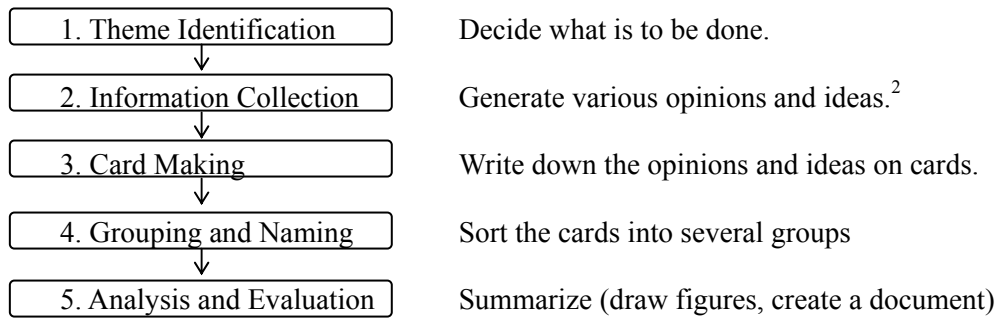 1. Theme Identification Decide what is to be done.
2. Information Collection Generate various opinions and ideas.2
3. Card Making Write down the opinions and ideas on cards.
4. Grouping and Naming Sort the cards into several groups
5. Analysis and Evaluation Summarize (draw figures, create a document)